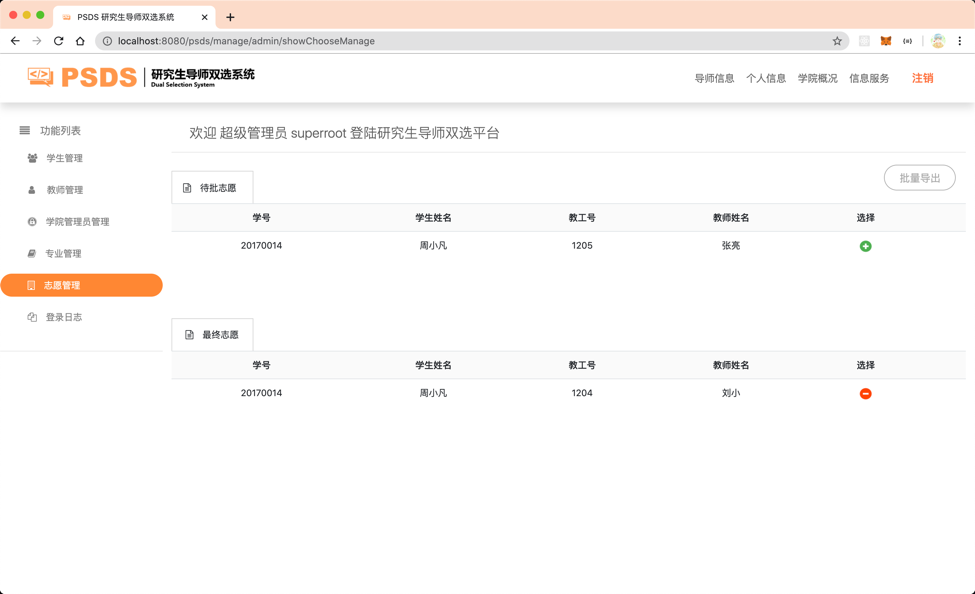 PSDS 研究生导师双选系统
localhost:8080/psds/manage/admin/showChooseManage
PSDS 研究生导师双选系统
Dual Selection System
导师信息 个人信息 学院概况 信息服务 注销
功能列表
学生管理
教师管理
学院管理员管理
专业管理
志愿管理
登录日志
欢迎 超级管理员 superroot 登陆研究生导师双选平台
批量导出
待批志愿
学号 学生姓名 教工号 教师姓名 选择
20170014 周小凡 1205 张亮
最终志愿
学号 学生姓名 教工号 教师姓名 选择
20170014 周小凡 1204 刘小